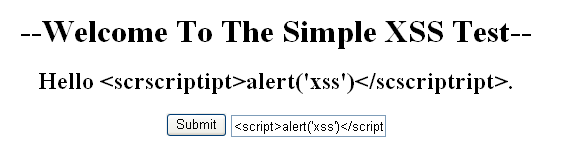 --Welcome To The Simple XSS Test--
Hello <scrscriptipt>alert('xss')</scscriptript>.
Submit <script>alert('xss')</script